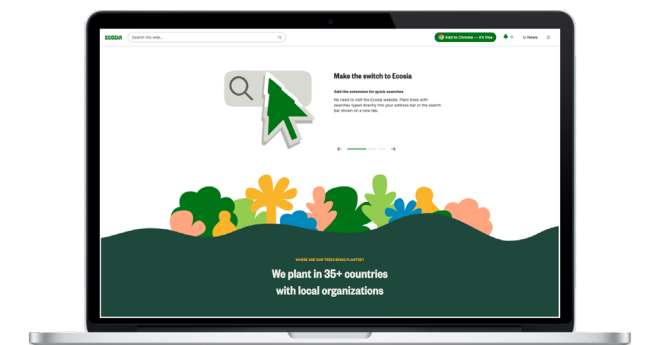 ECOSIA
Search the web...
Add to Chrome — it's free
0
News
Make the switch to Ecosia
Add the extension for quick searches
No need to visit the Ecosia website. Plant trees with
searches typed directly into your address bar or the search
bar shown on a new tab.
WHERE ARE OUR TREES BEING PLANTED?
We plant in 35+ countries
with local organizations